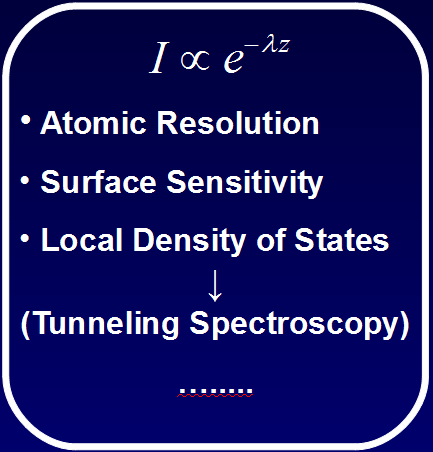 I ∝ e^{-λz}
• Atomic Resolution
• Surface Sensitivity
• Local Density of States
↓
(Tunneling Spectroscopy)
........